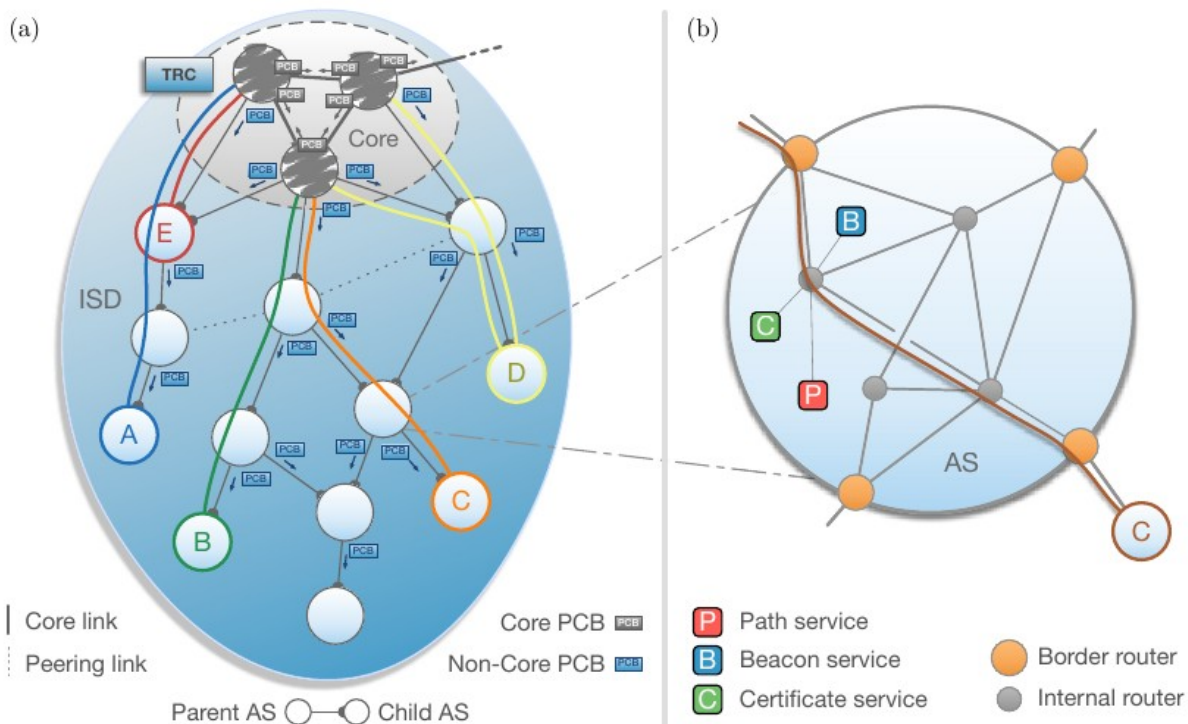 (a)
TRC
PCB
PCB
PCB
PCB
PCB
PCB
PCB
PCB
PCB
Core
PCB
PCB
PCB
E
PCB
PCB
PCB
ISD
PCB
PCB
PCB
D
A
PCB
PCB
PCB
PCB
C
B
PCB
Core link
Peering link
Core PCB PCB
Non-Core PCB PCB
Parent AS Child AS
(b)
B
C
P
AS
C
P Path service
B Beacon service
C Certificate service
Border router
Internal router